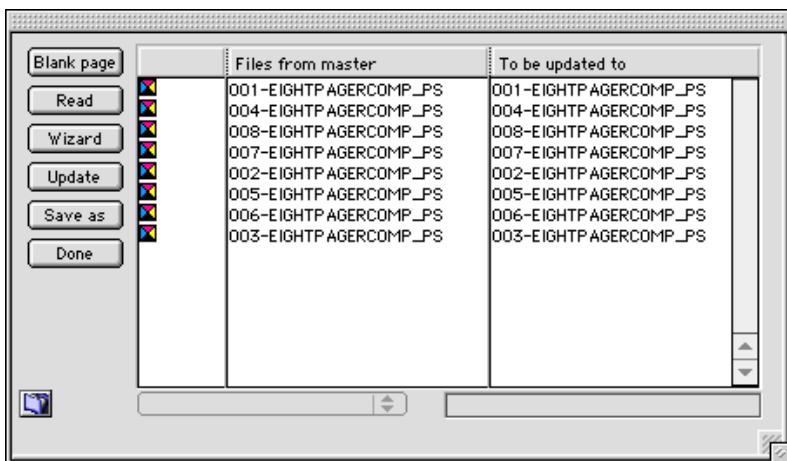 Blank page
Read
Wizard
Update
Save as
Done
Files from master
To be updated to
001-EIGHTPAGERCOMP_PS 001-EIGHTPAGERCOMP_PS
004-EIGHTPAGERCOMP_PS 004-EIGHTPAGERCOMP_PS
008-EIGHTPAGERCOMP_PS 008-EIGHTPAGERCOMP_PS
007-EIGHTPAGERCOMP_PS 007-EIGHTPAGERCOMP_PS
002-EIGHTPAGERCOMP_PS 002-EIGHTPAGERCOMP_PS
005-EIGHTPAGERCOMP_PS 005-EIGHTPAGERCOMP_PS
006-EIGHTPAGERCOMP_PS 006-EIGHTPAGERCOMP_PS
003-EIGHTPAGERCOMP_PS 003-EIGHTPAGERCOMP_PS